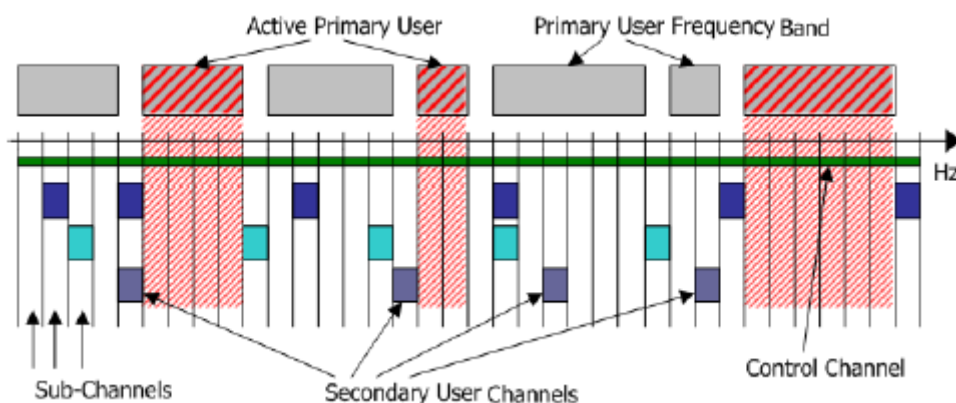 Active Primary User
Primary User Frequency Band
Hz
Sub-Channels
Secondary User Channels
Control Channel